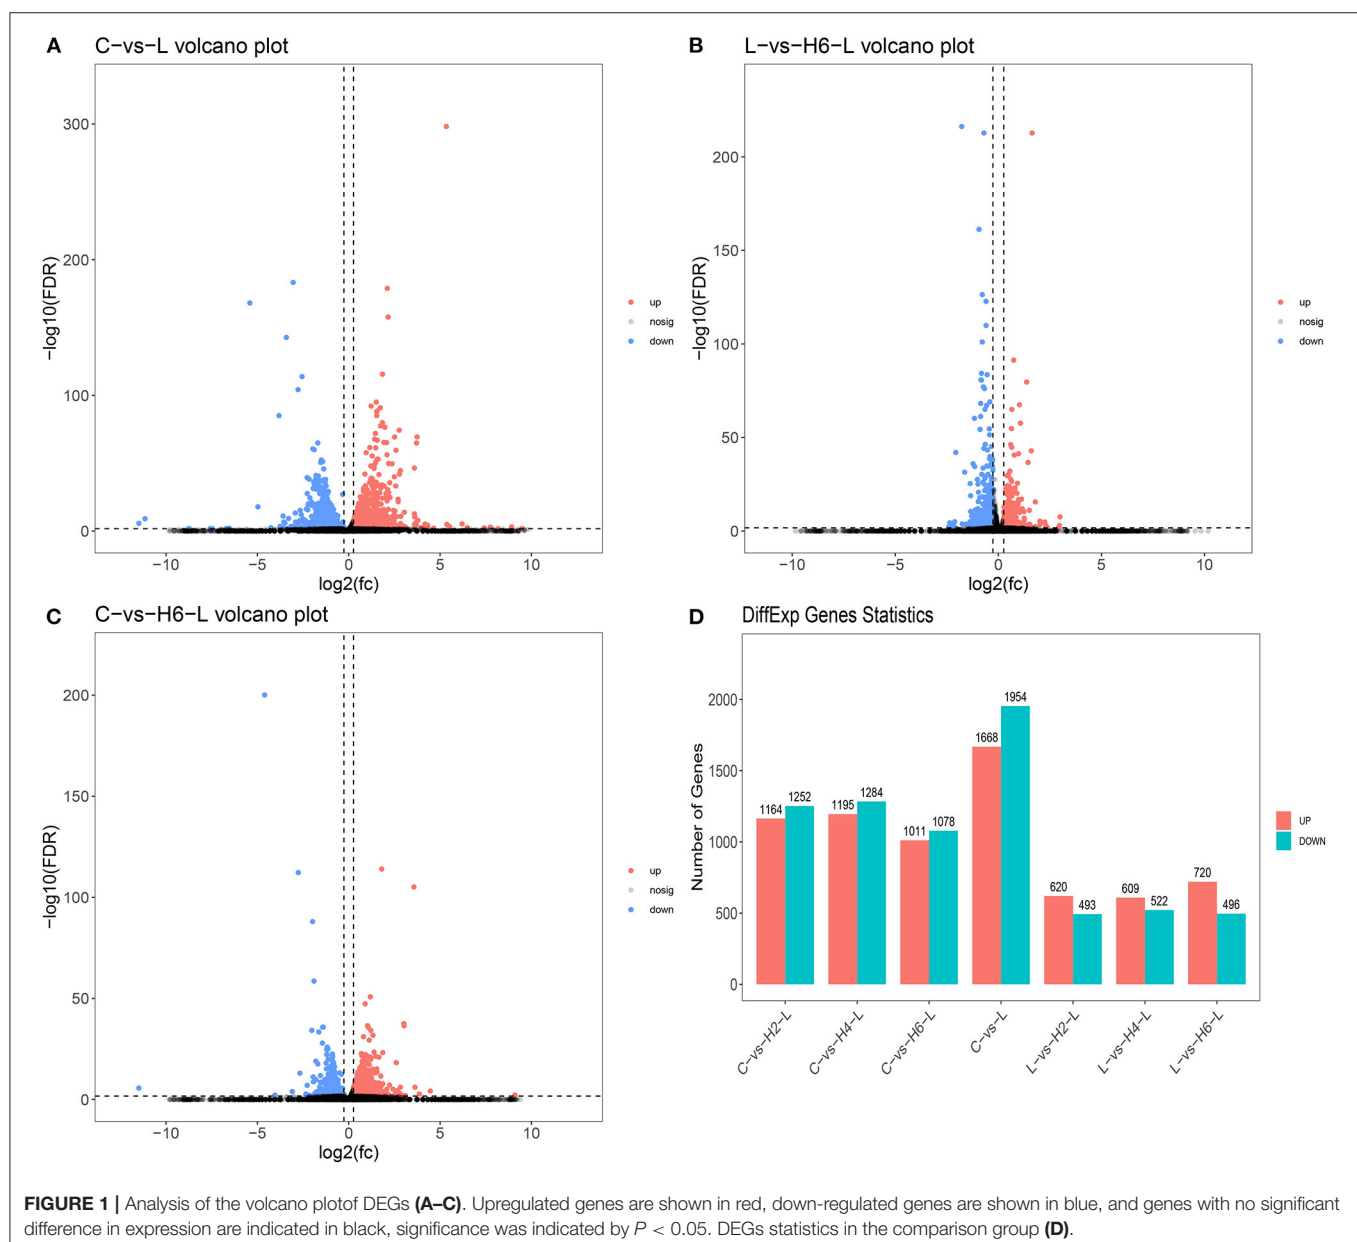 A C−vs−L volcano plot
300
200
100
0
−log10(FDR)
−10 −5 0 5 10
log2(fc)
up
nosig
down
B L−vs−H6−L volcano plot
200
150
100
50
0
−log10(FDR)
−10 −5 0 5 10
log2(fc)
up
nosig
down
C C−vs−H6−L volcano plot
200
150
100
50
0
−log10(FDR)
−10 −5 0 5 10
log2(fc)
up
nosig
down
D DiffExp Genes Statistics
2000
1500
1000
500
0
Number of Genes
1164 1252 1195 1284 1011 1078 1668 1954 620 493 609 522 720 496
C−vs−H2−L C−vs−H4−L C−vs−H6−L C−vs−L L−vs−H2−L L−vs−H4−L L−vs−H6−L
UP
DOWN
FIGURE 1 | Analysis of the volcano plotof DEGs (A–C). Upregulated genes are shown in red, down-regulated genes are shown in blue, and genes with no significant
difference in expression are indicated in black, significance was indicated by P < 0.05. DEGs statistics in the comparison group (D).